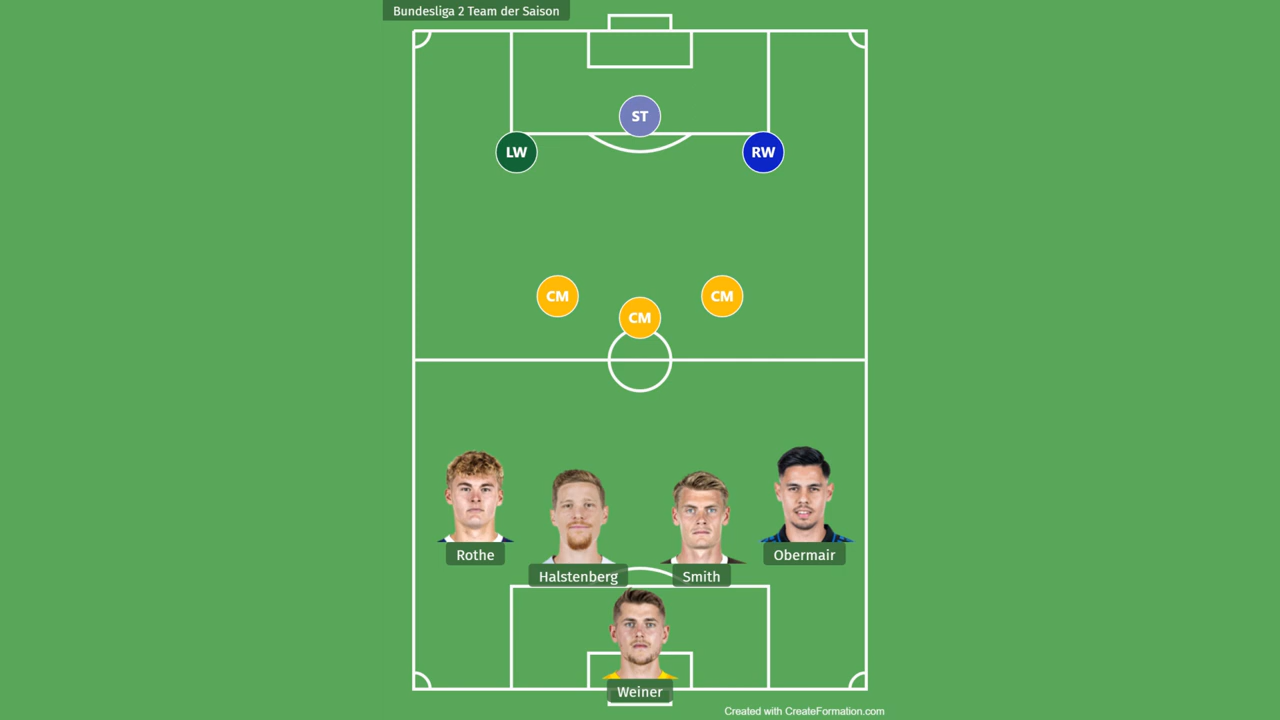 Bundesliga 2 Team der Saison
ST
LW
RW
CM
CM
CM
Rothe
Obermair
Halstenberg
Smith
Weiner
Created with CreateFormation.com